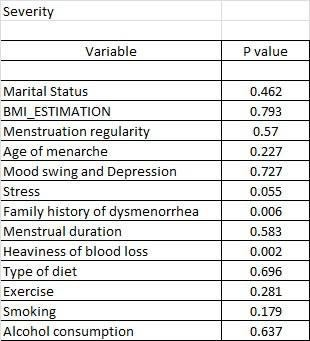 Severity
Variable P value
Marital Status 0.462
BMI_ESTIMATION 0.793
Menstruation regularity 0.57
Age of menarche 0.227
Mood swing and Depression 0.727
Stress 0.055
Family history of dysmenorrhea 0.006
Menstrual duration 0.583
Heaviness of blood loss 0.002
Type of diet 0.696
Exercise 0.281
Smoking 0.179
Alcohol consumption 0.637